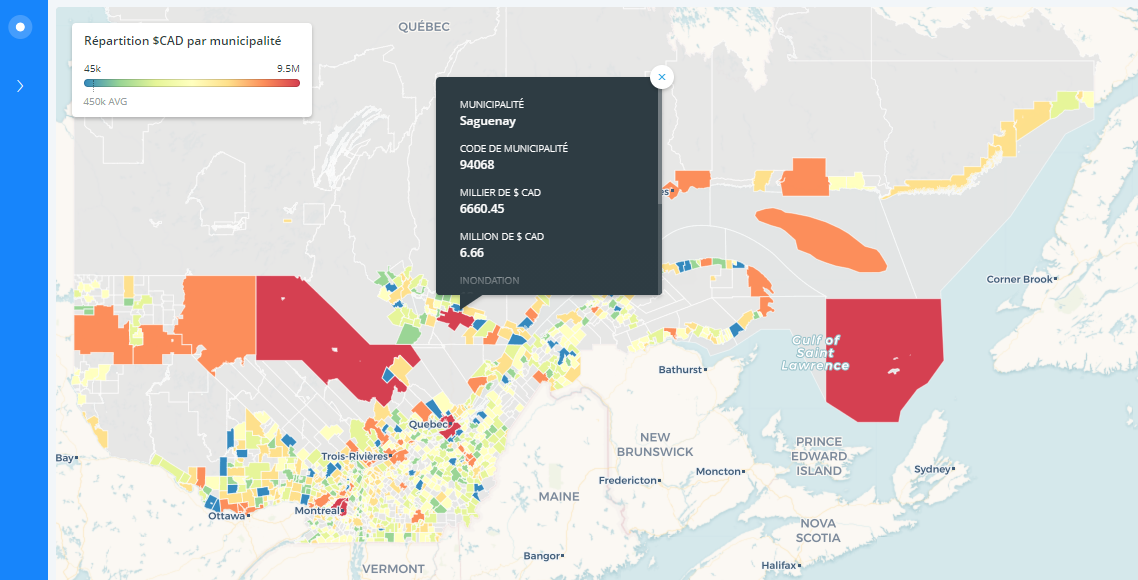 QUÉBEC
Répartition $CAD par municipalité
45k 9.5M
450k AVG
MUNICIPALITÉ
Saguenay
CODE DE MUNICIPALITÉ
94068
MILLIER DE $ CAD
6660.45
MILLION DE $ CAD
6.66
INONDATION
es
Corner Brook
Gulf of
Saint
Lawrence
Bathurst
Quebec
NEW
BRUNSWICK
PRINCE
EDWARD
ISLAND
Bay
Trois-Rivières
Moncton
Sydney
Fredericton
MAINE
Ottawa
Montreal
NOVA
SCOTIA
Bangor
VERMONT
Halifax